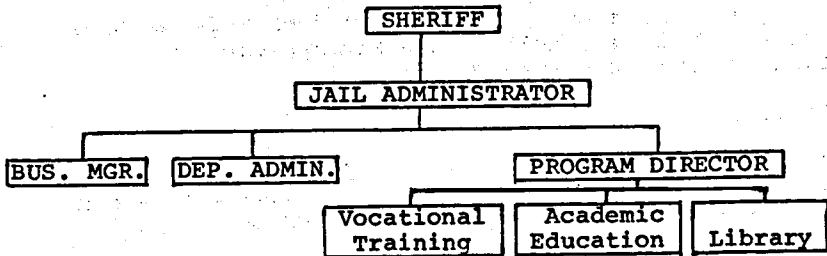 SHERIFF
JAIL ADMINISTRATOR
BUS. MGR. DEP. ADMIN. PROGRAM DIRECTOR
Vocational Training
Academic Education
Library